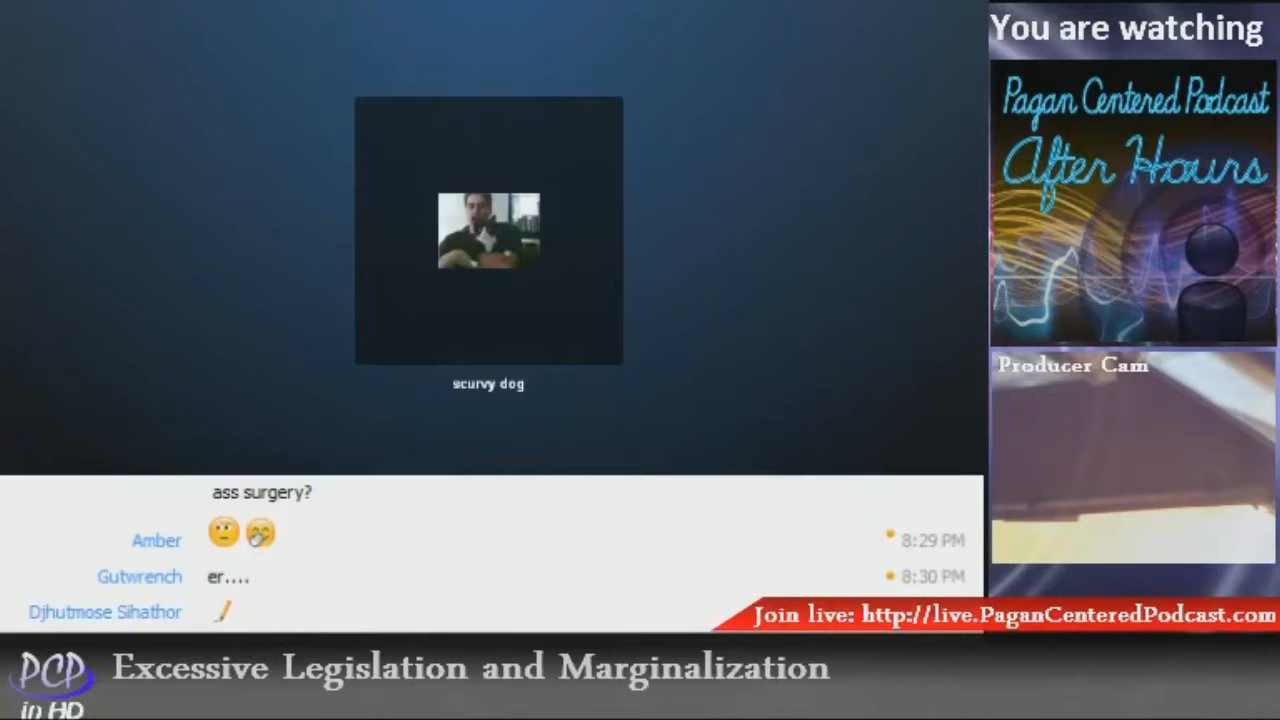 You are watching
Pagan Centered Podcast
After Hours
Producer Cam
scurvy dog
ass surgery?
Amber
8:29 PM
Gutwrench
er....
8:30 PM
Djhutmose Sihathor
Join live: http://live.PaganCenteredPodcast.com
PCP
in HD
Excessive Legislation and Marginalization